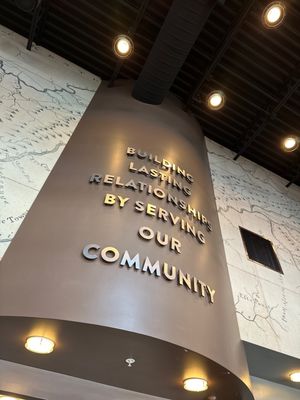 BUILDING
LASTING
RELATIONSHIPS
BY SERVING
OUR
COMMUNITY